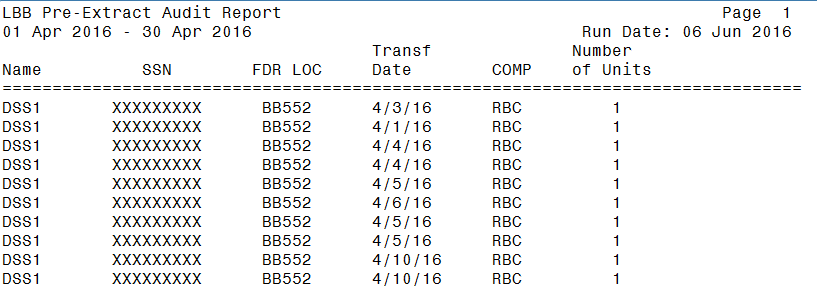 LBB Pre-Extract Audit Report Page 1
01 Apr 2016 - 30 Apr 2016 Run Date: 06 Jun 2016
Transf Number
Name SSN FDR LOC Date COMP of Units
================================================================================
DSS1 XXXXXXXXX BB552 4/3/16 RBC 1
DSS1 XXXXXXXXX BB552 4/1/16 RBC 1
DSS1 XXXXXXXXX BB552 4/4/16 RBC 1
DSS1 XXXXXXXXX BB552 4/4/16 RBC 1
DSS1 XXXXXXXXX BB552 4/5/16 RBC 1
DSS1 XXXXXXXXX BB552 4/6/16 RBC 1
DSS1 XXXXXXXXX BB552 4/5/16 RBC 1
DSS1 XXXXXXXXX BB552 4/5/16 RBC 1
DSS1 XXXXXXXXX BB552 4/10/16 RBC 1
DSS1 XXXXXXXXX BB552 4/10/16 RBC 1